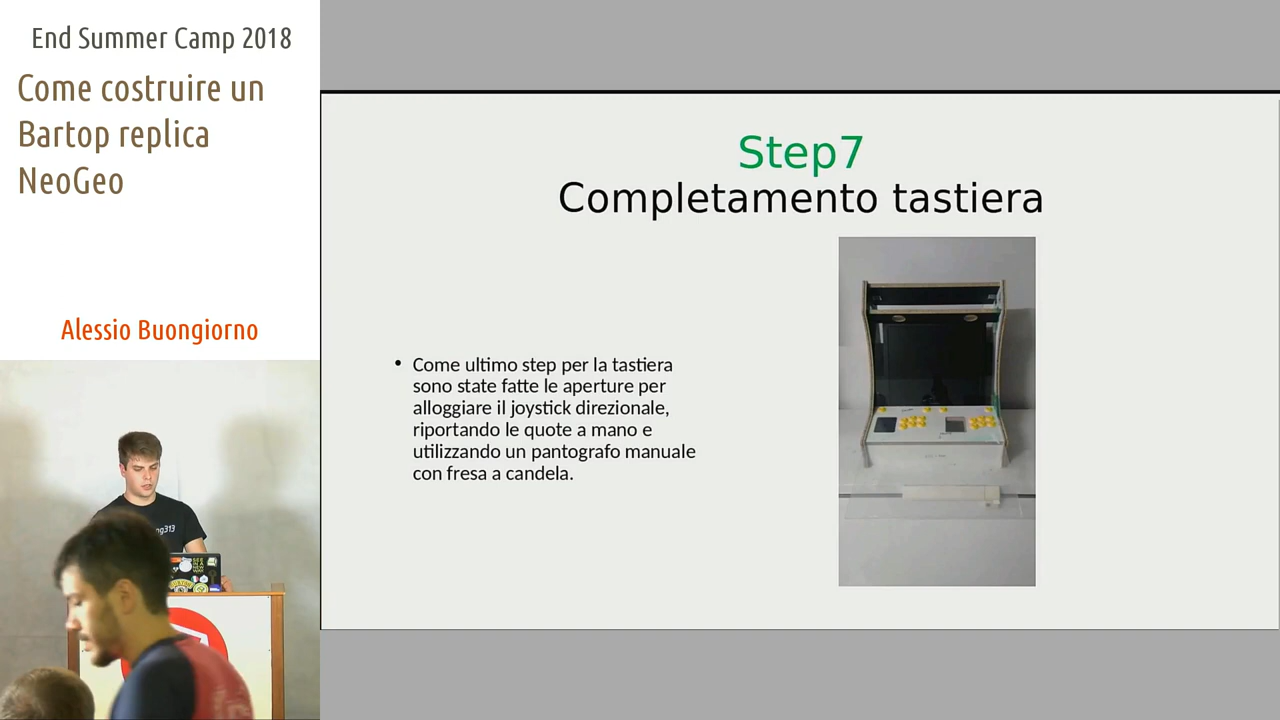 End Summer Camp 2018
Come costruire un
Bartop replica
NeoGeo
Alessio Buongiorno
Step7
Completamento tastiera
• Come ultimo step per la tastiera
sono state fatte le aperture per
alloggiare il joystick direzionale,
riportando le quote a mano e
utilizzando un pantografo manuale
con fresa a candela.